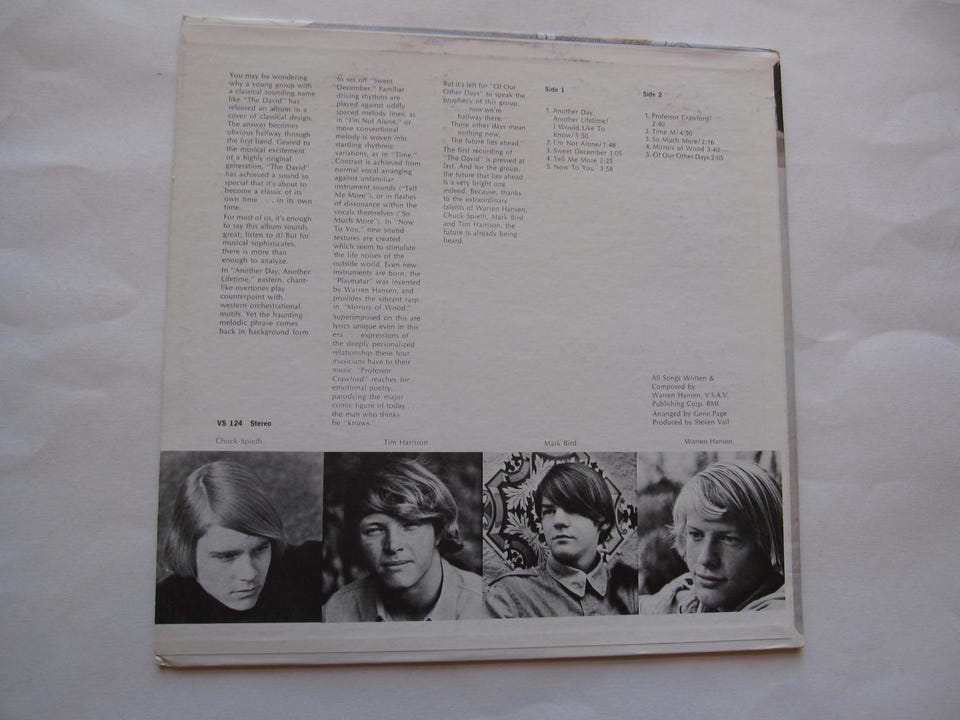 You may be wondering
why a young group with
a classical sounding name
like "The David" has
released an album in a
cover of classical design.
The answer becomes
obvious halfway through
the first band. Geared to
the musical excitement
of a highly original
generation, "The David"
has achieved a sound so
special that it's about to
become a classic of its
own time . . . in its own
time.
For most of us, it's enough
to say this album sounds
great; listen to it! But for
musical sophisticates,
there is more than
enough to analyze.
In "Another Day, Another
Lifetime," eastern, chant-
like overtones play
counterpoint with
western orchestrational
motifs. Yet the haunting
melodic phrase comes
back in background form
to set off "Sweet
December." Familiar
driving rhythms are
played against oddly
spaced melody lines, as
in "I'm Not Alone," or
more conventional
melody is woven into
startling rhythmic
variations, as in "Time."
Contrast is achieved from
normal vocal arranging
against unfamiliar
instrument sounds ("Tell
Me More"), or in flashes
of dissonance within the
vocals themselves ("So
Much More"). In "Now
To You," new-sound
textures are created
which seem to stimulate
the life noises of the
outside world. Even new
instruments are born: the
"Plasmatar" was invented
by Warren Hansen, and
provides the vibrant rasp
in "Mirrors of Wood."
Superimposed on this are
lyrics unique even in this
era . . . expressions of
the deeply personalized
relationship these four
musicians have to their
music. "Professor
Crawford" reaches for
emotional poetry,
parodying the major
comic figure of today . . .
the man who thinks
he "knows."
But it's left for "Of Our
Other Days" to speak the
prophecy of this group.
. . . now we're
halfway there.
Those other days mean
nothing now,
The future lies ahead.
The first recording of
"The David" is pressed at
last. And for the group,
the future that lies ahead
is a very bright one
indeed. Because, thanks
to the extraordinary
talents of Warren Hansen,
Chuck Spieth, Mark Bird
and Tim Harrison, the
future is already being
heard.
Side 1
1. Another Day,
Another Lifetime/
I Would Like To
Know/5:50
2. I'm Not Alone/1:48
3. Sweet December 2:05
4. Tell Me More 2:25
5. Now To You 3:58
Side 2
1. Professor Crawford/
2:40
2. Time M/4:50
3. So Much More/2:16
4. Mirrors of Wood 3:40
5. Of Our Other Days 2:05
All Songs Written &
Composed by
Warren Hansen, V.S.A.V.
Publishing Corp. BMI
Arranged by Gene Page
Produced by Steven Vail
VS 124 Stereo
Chuck Spieth
Tim Harrison
Mark Bird
Warren Hansen